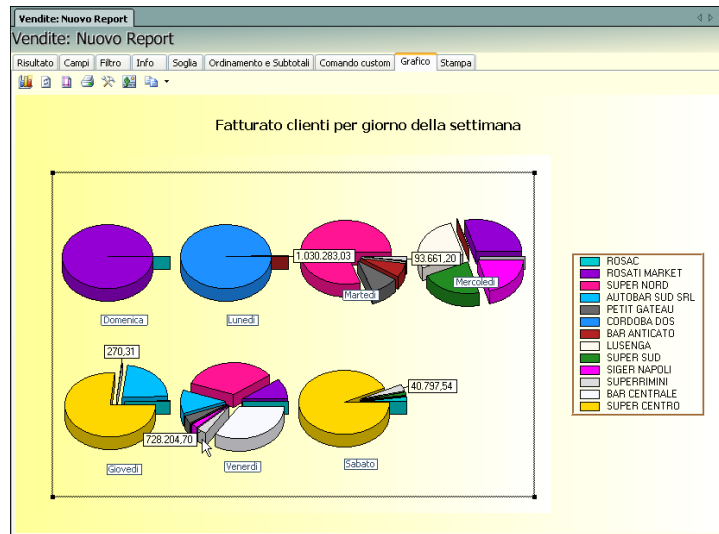 Vendite: Nuovo Report
Vendite: Nuovo Report
Risultato Campi Filtro Info Soglia Ordinamento e Subtotali Comando custom Grafico Stampa
Fatturato clienti per giorno della settimana
1.030.283,03
93.661,20
Martedì
Mercoledì
Domenica
Lunedì
270,31
40.797,54
728.204,70
Giovedì
Venerdì
Sabato
ROSAC
ROSATI MARKET
SUPER NORD
AUTOBAR SUD SRL
PETIT GATEAU
CORDOBA DOS
BAR ANTICATO
LUSENGA
SUPER SUD
SIGER NAPOLI
SUPERRIMINI
BAR CENTRALE
SUPER CENTRO